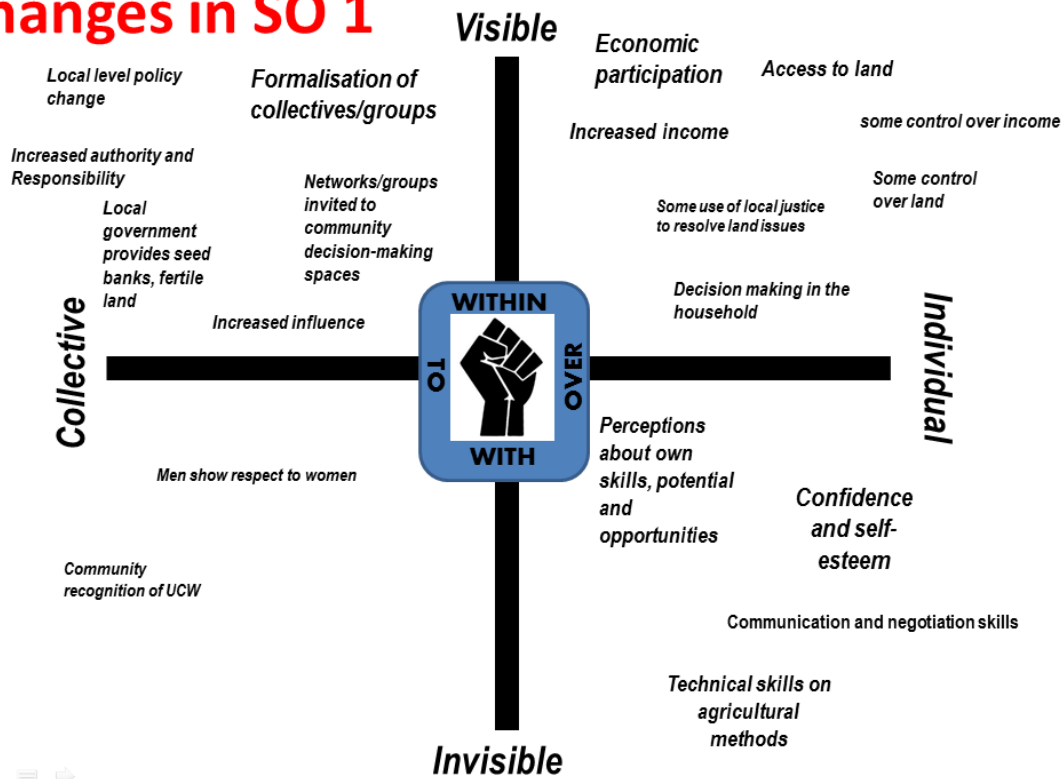 hanges in SO 1
Visible
Local level policy
change
Formalisation of
collectives/groups
Economic
participation
Access to land
Increased income
some control over income
Increased authority and
Responsibility
Networks/groups
invited to
community
decision-making
spaces
Local
government
provides seed
banks, fertile
land
Increased influence
Some control
over land
Some use of local justice
to resolve land issues
Decision making in the
household
Collective
WITHIN
TO
OVER
WITH
Individual
Men show respect to women
Community
recognition of UCW
Perceptions
about own
skills, potential
and
opportunities
Confidence
and self-
esteem
Communication and negotiation skills
Technical skills on
agricultural
methods
Invisible